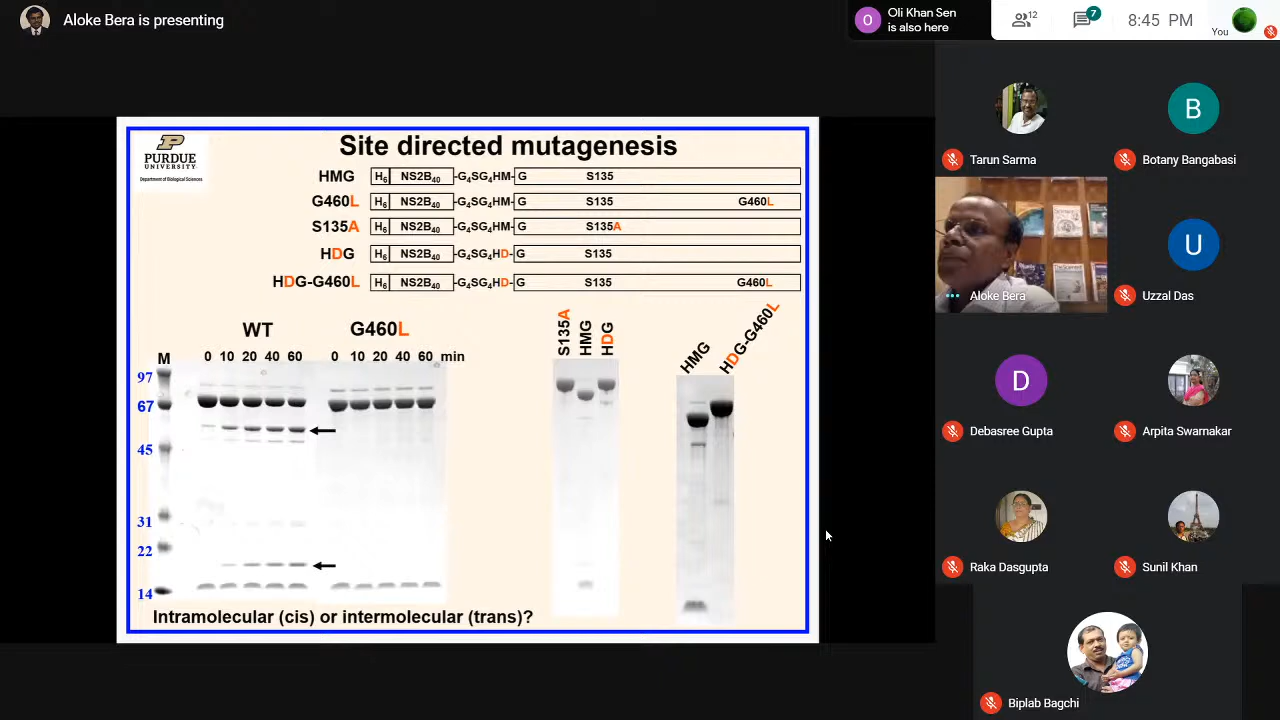 Aloke Bera is presenting
O
Oli Khan Sen
is also here
12
7
8:45 PM
You
P
PURDUE
UNIVERSITY
Department of Biological Sciences
Site directed mutagenesis
HMG H6 NS2B40 -G4SG4HM- G S135
G460L H6 NS2B40 -G4SG4HM- G S135 G460L
S135A H6 NS2B40 -G4SG4HM- G S135A
HDG H6 NS2B40 -G4SG4HD- G S135
HDG-G460L H6 NS2B40 -G4SG4HD- G S135 G460L
WT G460L
M 0 10 20 40 60 0 10 20 40 60 min
97
67
45
31
22
14
S135A
HMG
HDG
HMG
HDG-G460L
Intramolecular (cis) or intermolecular (trans)?
Tarun Sarma
B
Botany Bangabasi
Aloke Bera
U
Uzzal Das
D
Debasree Gupta
Arpita Swarnakar
Raka Dasgupta
Sunil Khan
Biplab Bagchi